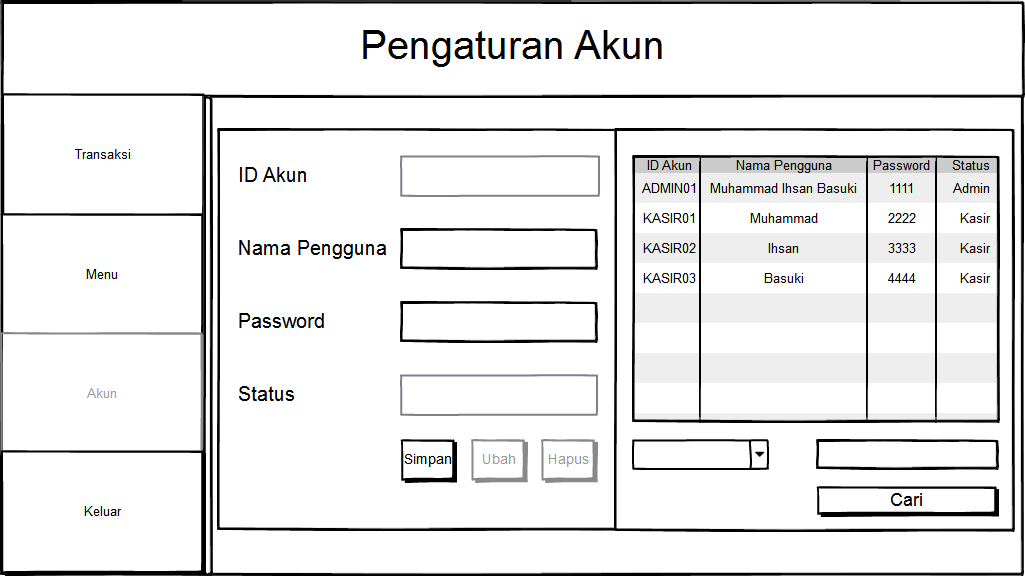 Pengaturan Akun
Transaksi
Menu
Akun
Keluar
ID Akun
Nama Pengguna
Password
Status
Simpan Ubah Hapus
ID Akun Nama Pengguna Password Status
ADMIN01 Muhammad Ihsan Basuki 1111 Admin
KASIR01 Muhammad 2222 Kasir
KASIR02 Ihsan 3333 Kasir
KASIR03 Basuki 4444 Kasir
Cari